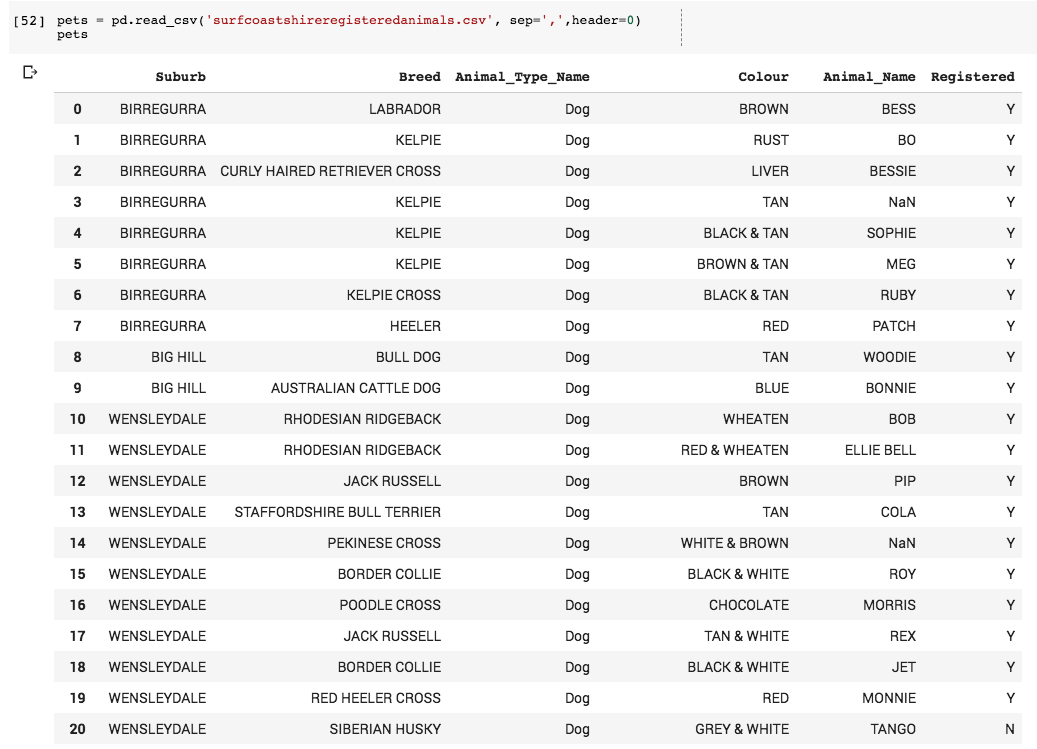 [52] pets = pd.read_csv('surfcoastshireregisteredanimals.csv', sep=',',header=0)
pets
Suburb Breed Animal_Type_Name Colour Animal_Name Registered
0 BIRREGURRA LABRADOR Dog BROWN BESS Y
1 BIRREGURRA KELPIE Dog RUST BO Y
2 BIRREGURRA CURLY HAIRED RETRIEVER CROSS Dog LIVER BESSIE Y
3 BIRREGURRA KELPIE Dog TAN NaN Y
4 BIRREGURRA KELPIE Dog BLACK & TAN SOPHIE Y
5 BIRREGURRA KELPIE Dog BROWN & TAN MEG Y
6 BIRREGURRA KELPIE CROSS Dog BLACK & TAN RUBY Y
7 BIRREGURRA HEELER Dog RED PATCH Y
8 BIG HILL BULL DOG Dog TAN WOODIE Y
9 BIG HILL AUSTRALIAN CATTLE DOG Dog BLUE BONNIE Y
10 WENSLEYDALE RHODESIAN RIDGEBACK Dog WHEATEN BOB Y
11 WENSLEYDALE RHODESIAN RIDGEBACK Dog RED & WHEATEN ELLIE BELL Y
12 WENSLEYDALE JACK RUSSELL Dog BROWN PIP Y
13 WENSLEYDALE STAFFORDSHIRE BULL TERRIER Dog TAN COLA Y
14 WENSLEYDALE PEKINESE CROSS Dog WHITE & BROWN NaN Y
15 WENSLEYDALE BORDER COLLIE Dog BLACK & WHITE ROY Y
16 WENSLEYDALE POODLE CROSS Dog CHOCOLATE MORRIS Y
17 WENSLEYDALE JACK RUSSELL Dog TAN & WHITE REX Y
18 WENSLEYDALE BORDER COLLIE Dog BLACK & WHITE JET Y
19 WENSLEYDALE RED HEELER CROSS Dog RED MONNIE Y
20 WENSLEYDALE SIBERIAN HUSKY Dog GREY & WHITE TANGO N